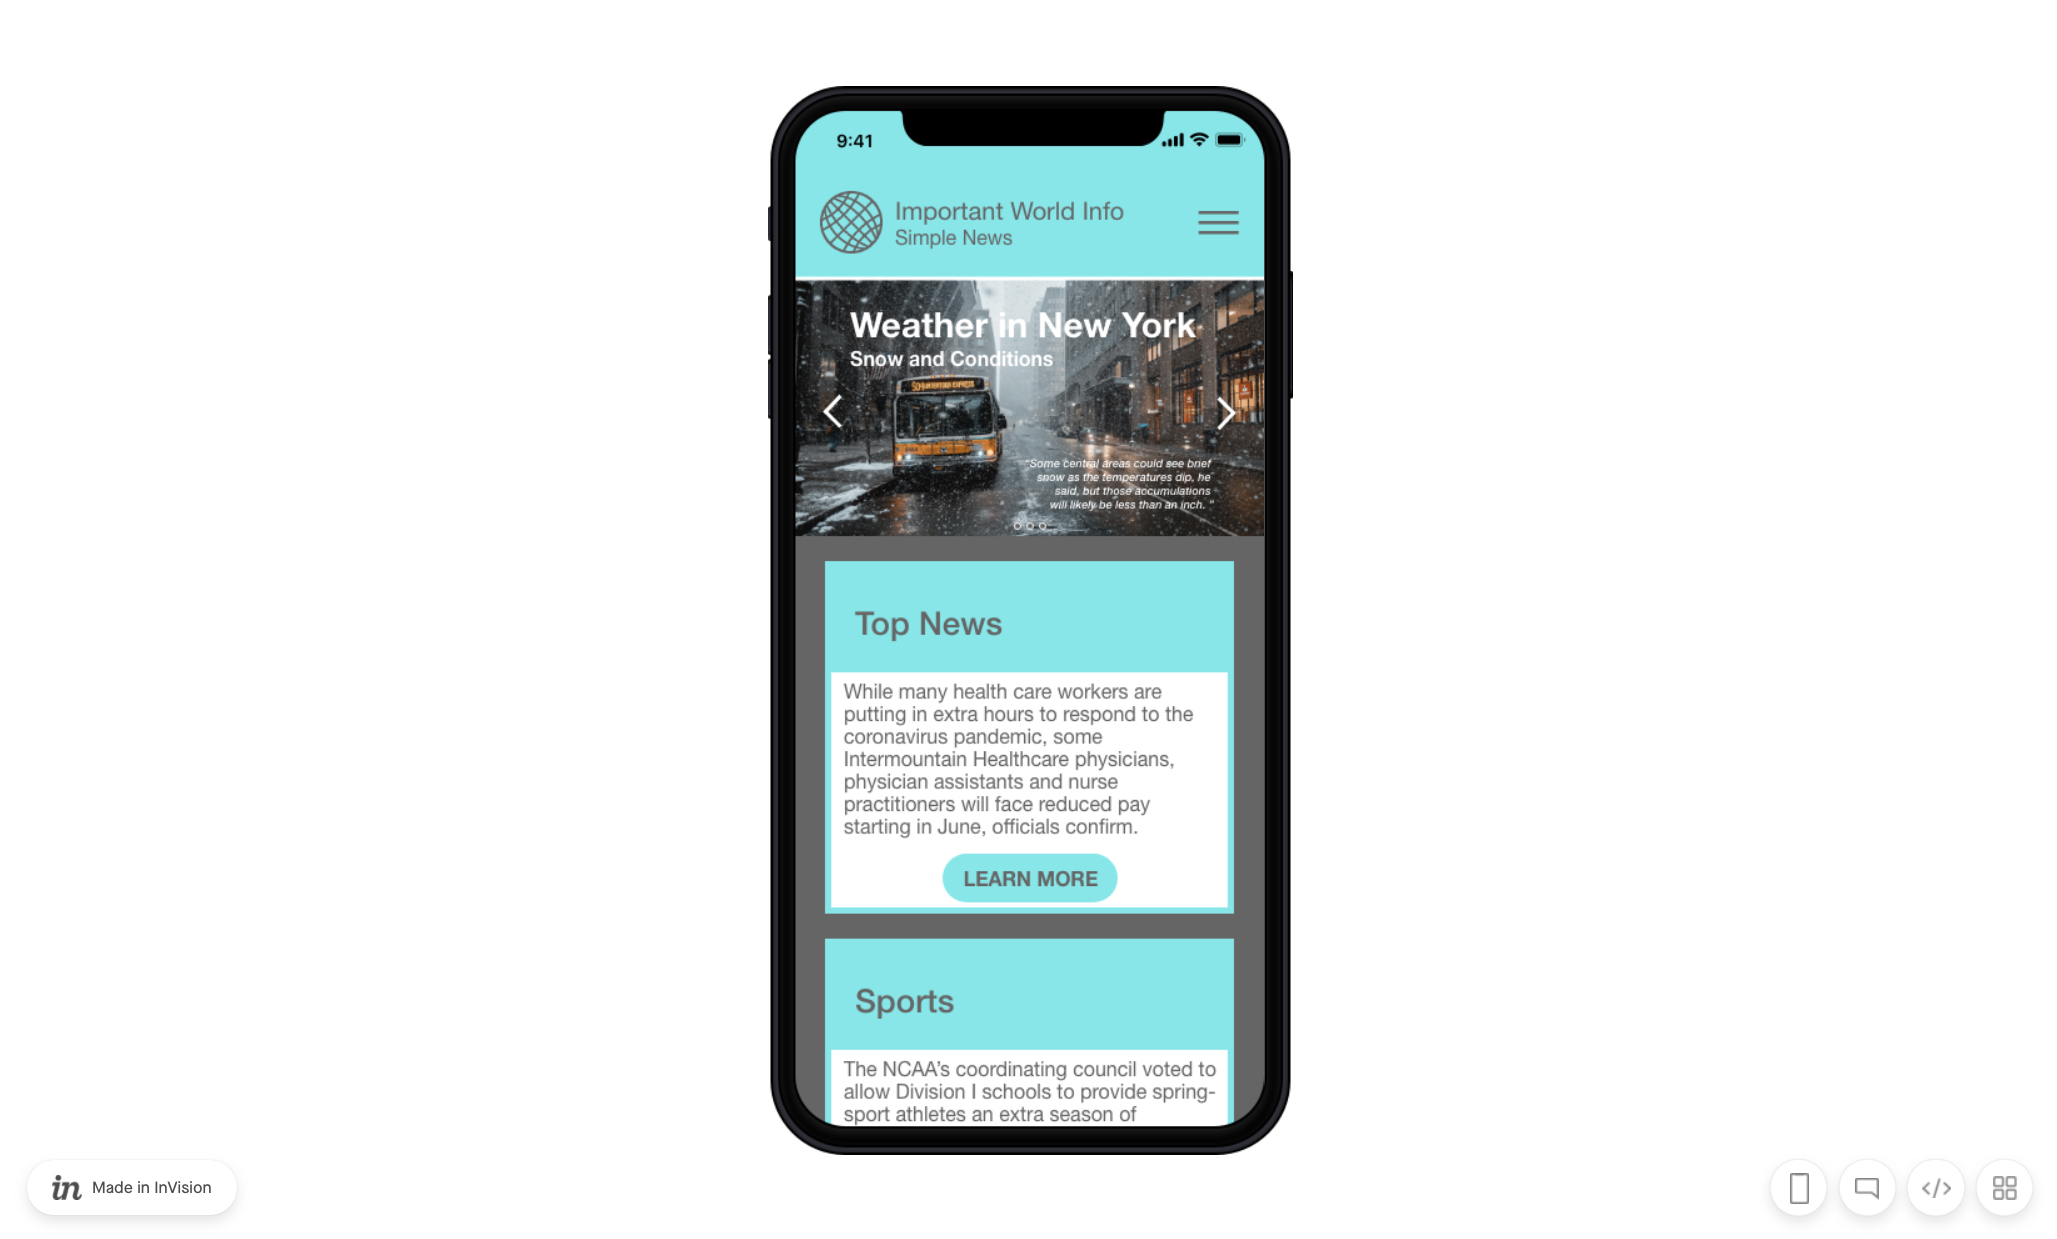 9:41
Important World Info
Simple News
Weather in New York
Snow and Conditions
"Some central areas could see brief
snow as the temperatures dip, he
said, but those accumulations
will likely be less than an inch. "
Top News
While many health care workers are
putting in extra hours to respond to the
coronavirus pandemic, some
Intermountain Healthcare physicians,
physician assistants and nurse
practitioners will face reduced pay
starting in June, officials confirm.
LEARN MORE
Sports
The NCAA's coordinating council voted to
allow Division I schools to provide spring-
sport athletes an extra season of
in Made in InVision